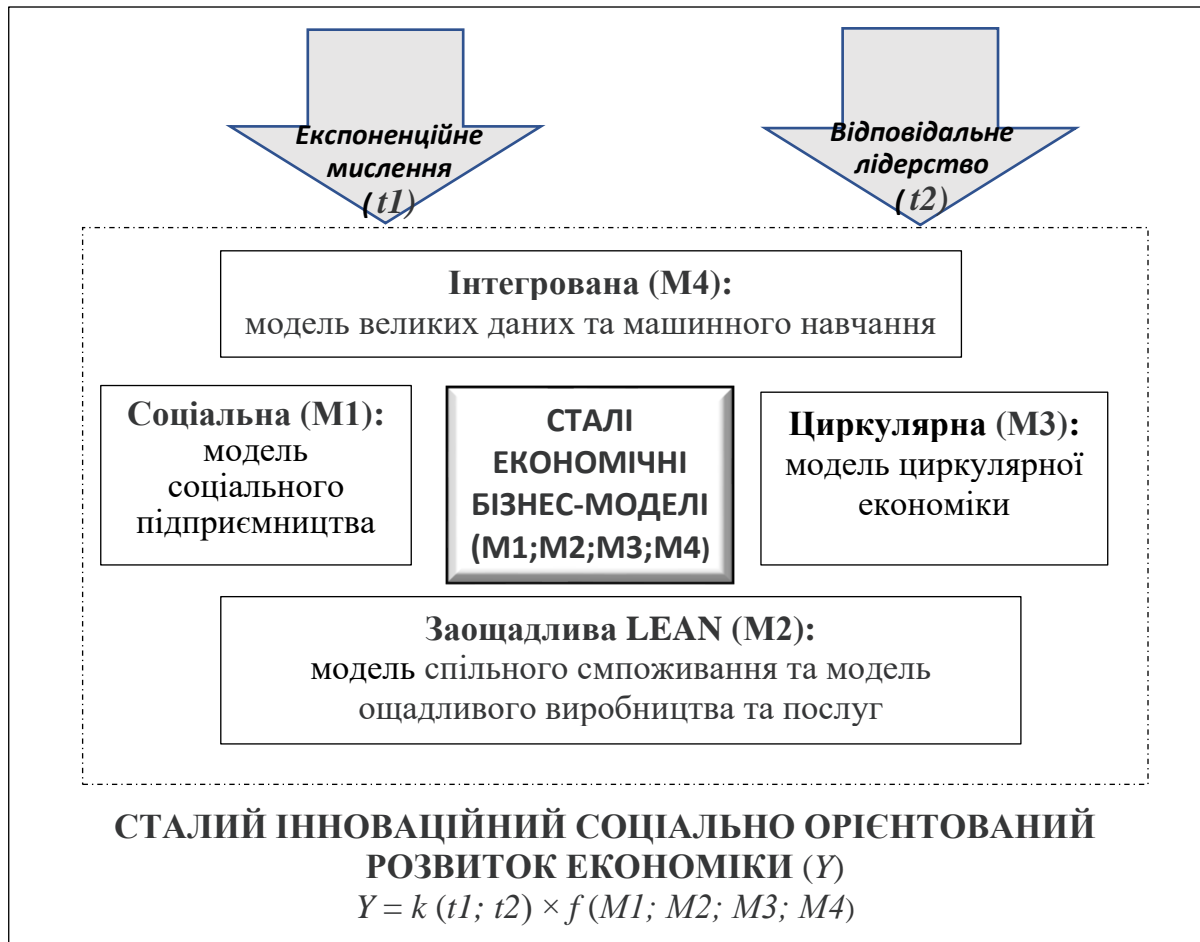 Експоненційне
мислення
(t1)
Відповідальне
лідерство
(t2)
Інтегрована (М4):
модель великих даних та машинного навчання
Соціальна (М1):
модель
соціального
підприємництва
СТАЛІ
ЕКОНОМІЧНІ
БІЗНЕС-МОДЕЛІ
(М1;М2;М3;М4)
Циркулярна (М3):
модель циркулярної
економіки
Заощадлива LEAN (М2):
модель спільного смпоживання та модель
ощадливого виробництва та послуг
СТАЛИЙ ІННОВАЦІЙНИЙ СОЦІАЛЬНО ОРІЄНТОВАНИЙ
РОЗВИТОК ЕКОНОМІКИ (Y)
Y = k (t1; t2) × f (M1; M2; M3; M4)